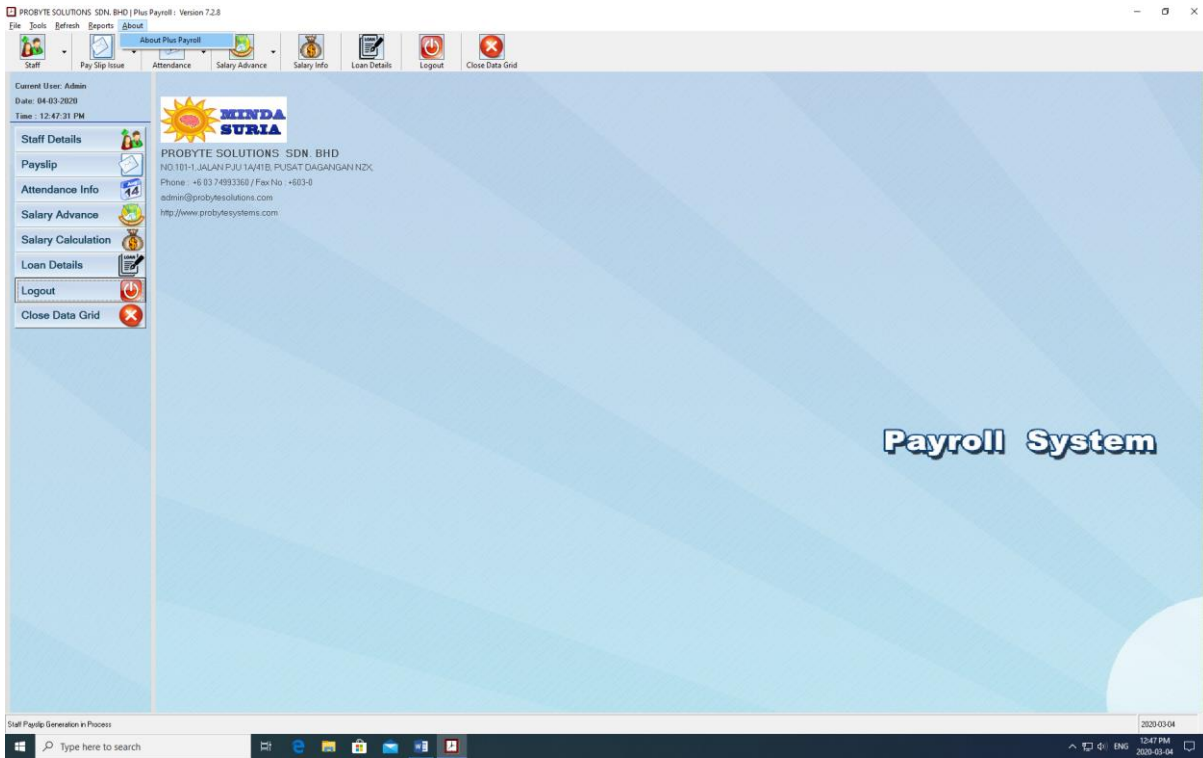 PROBYTE SOLUTIONS SDN. BHD | Plus Payroll : Version 7.2.8
File Tools Refresh Reports About
About Plus Payroll
Staff Pay Slip Issue Attendance Salary Advance Salary Info Loan Details Logout Close Data Grid
Current User: Admin
Date: 04-03-2020
Time : 12:47:31 PM
Staff Details
Payslip
Attendance Info
14
Salary Advance
Salary Calculation
Loan Details
LOAN
Logout
Close Data Grid
MINDA
SURIA
PROBYTE SOLUTIONS SDN. BHD
NO.101-1, JALAN PJU 1A/41B, PUSAT DAGANGAN NZX,
Phone : +6 03 74993360 / Fax No : +603-0
admin@probytesolutions.com
http://www.probytesystems.com
Payroll System
Staff Payslip Generation in Process
2020-03-04
Type here to search
ENG
12:47 PM
2020-03-04